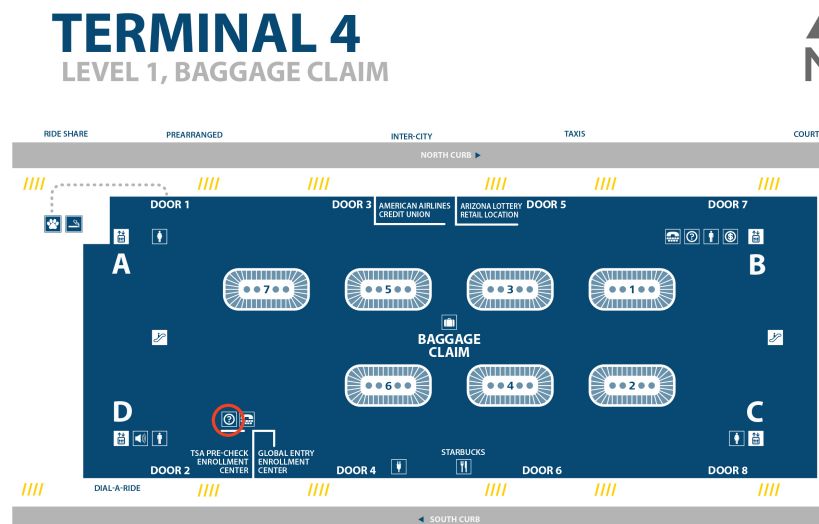 TERMINAL 4
LEVEL 1, BAGGAGE CLAIM
RIDE SHARE
PREARRANGED
INTER-CITY
TAXIS
COURT
NORTH CURB
DOOR 1
DOOR 3
AMERICAN AIRLINES
CREDIT UNION
ARIZONA LOTTERY
RETAIL LOCATION
DOOR 5
DOOR 7
A
B
7
5
3
1
BAGGAGE
CLAIM
6
4
2
D
C
TSA PRE-CHECK
ENROLLMENT
CENTER
GLOBAL ENTRY
ENROLLMENT
CENTER
STARBUCKS
DOOR 2
DOOR 4
DOOR 6
DOOR 8
DIAL-A-RIDE
SOUTH CURB